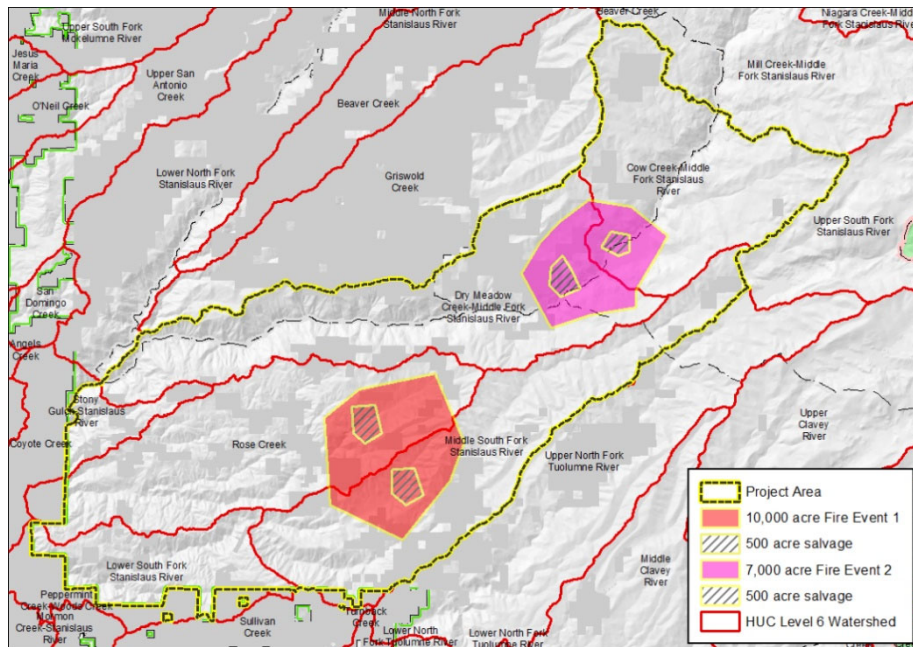 Beaver Creek
Middle North Fork
Stanislaus River
Niagara Creek-Middle
Fork Stanislaus River
Upper South Fork
Mokelumne River
Jesus
Maria
Creek
Upper San
Antonio
Creek
Mill Creek-Middle
Fork Stanislaus River
O'Neil Creek
Beaver Creek
Lower North Fork
Stanislaus River
Griswold
Creek
Cow Creek-Middle
Fork Stanislaus
River
Upper South Fork
Stanislaus River
San
Domingo
Creek
Dry Meadow
Creek-Middle Fork
Stanislaus River
Angels
Creek
Stony
Gulch-Stanislaus
River
Coyote Creek
Rose Creek
Middle South Fork
Stanislaus River
Upper North Fork
Tuolumne River
Upper
Clavey
River
Lower South Fork
Stanislaus River
Middle
Clavey
River
Peppermint
Creek-Woods Creek
Mormon
Creek-Stanislaus
River
Sullivan
Creek
Turnback
Creek
Lower North
Fork Tuolumne River
Lower North Fork
Tuolumne River
Project Area
10,000 acre Fire Event 1
500 acre salvage
7,000 acre Fire Event 2
500 acre salvage
HUC Level 6 Watershed